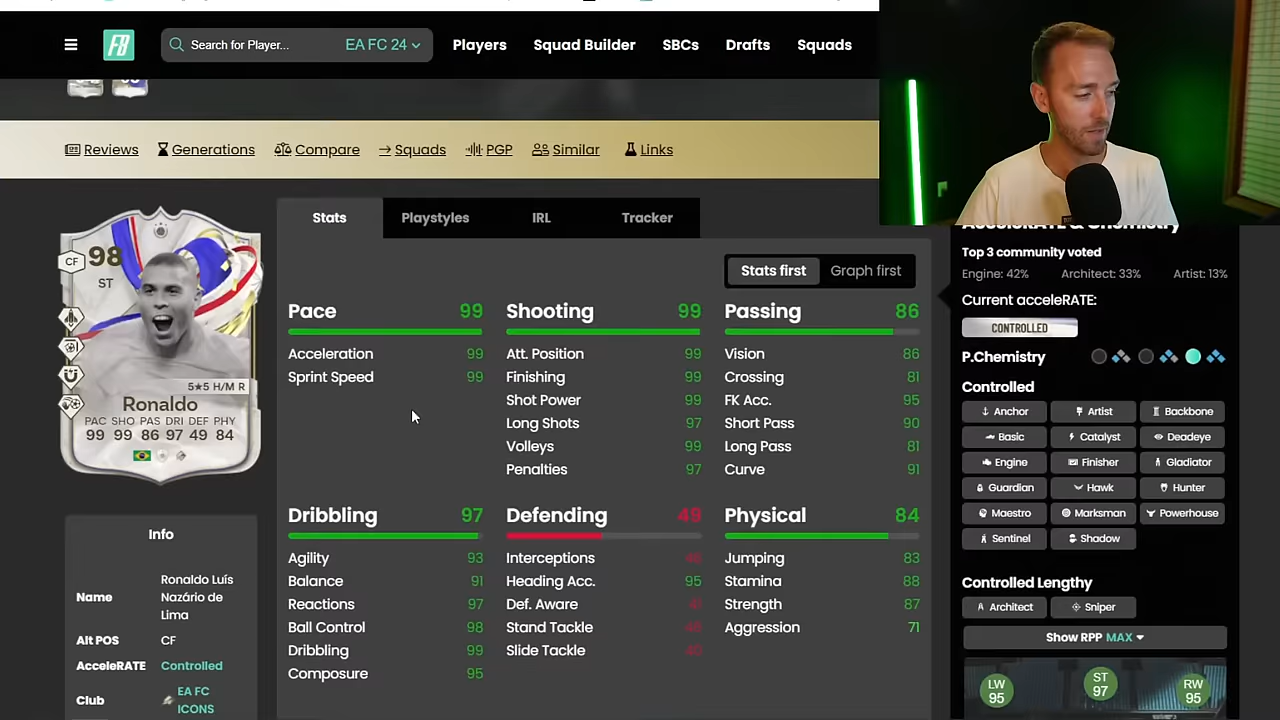 FB
Search for Player...
EA FC 24
Players
Squad Builder
SBCs
Drafts
Squads
Reviews
Generations
Compare
Squads
PGP
Similar
Links
Stats
Playstyles
IRL
Tracker
Stats first
Graph first
CF
98
ST
5★5 H/M R
Ronaldo
PAC SHO PAS DRI DEF PHY
99 99 86 97 49 84
Pace 99
Acceleration 99
Sprint Speed 99
Shooting 99
Att. Position 99
Finishing 99
Shot Power 99
Long Shots 97
Volleys 99
Penalties 97
Passing 86
Vision 86
Crossing 81
FK Acc. 95
Short Pass 90
Long Pass 81
Curve 91
Dribbling 97
Agility 93
Balance 91
Reactions 97
Ball Control 98
Dribbling 99
Composure 95
Defending 49
Interceptions
Heading Acc. 95
Def. Aware
Stand Tackle
Slide Tackle
Physical 84
Jumping 83
Stamina 88
Strength 87
Aggression 71
Info
Name Ronaldo Luís
Nazário de
Lima
Alt POS CF
AcceleRATE Controlled
Club EA FC
ICONS
AcceleRATE & Chemistry
Top 3 community voted
Engine: 42% Architect: 33% Artist: 13%
Current acceleRATE:
CONTROLLED
P.Chemistry
Controlled
Anchor Artist Backbone
Basic Catalyst Deadeye
Engine Finisher Gladiator
Guardian Hawk Hunter
Maestro Marksman Powerhouse
Sentinel Shadow
Controlled Lengthy
Architect Sniper
Show RPP MAX
LW
95
ST
97
RW
95